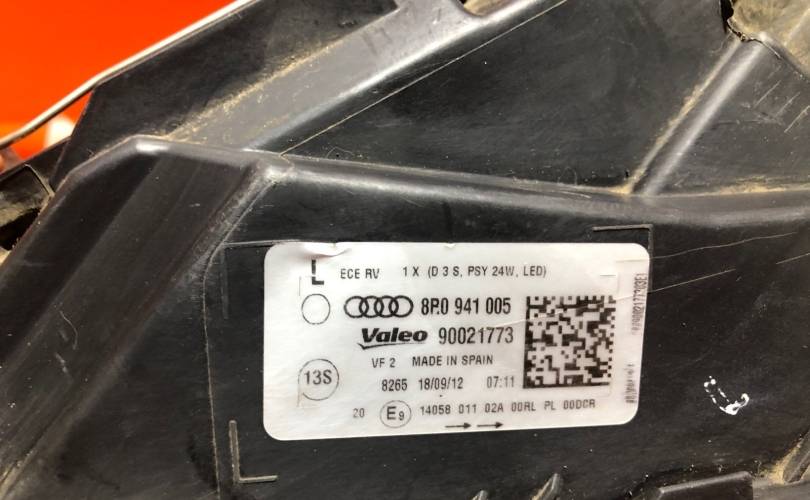 L ECE RV 1 X (D 3 S, PSY 24W, LED)
8R0 941 005
Valeo 90021773
VF 2 MADE IN SPAIN
13S
8265 18/09/12 07:11
20 E9 14058 011 02A 00RL PL 00DCR